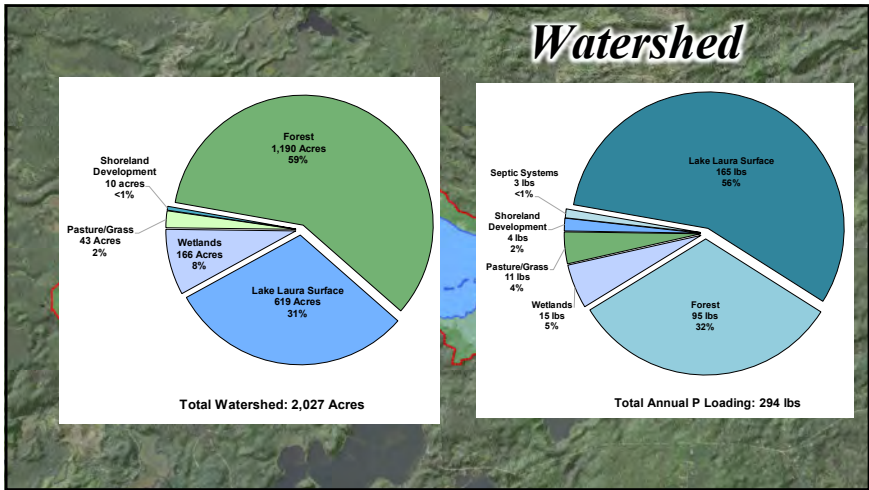 Watershed
Forest
1,190 Acres
59%
Shoreland
Development
10 acres
<1%
Pasture/Grass
43 Acres
2%
Wetlands
166 Acres
8%
Lake Laura Surface
619 Acres
31%
Total Watershed: 2,027 Acres
Lake Laura Surface
165 lbs
56%
Septic Systems
3 lbs
<1%
Shoreland
Development
4 lbs
2%
Pasture/Grass
11 lbs
4%
Wetlands
15 lbs
5%
Forest
95 lbs
32%
Total Annual P Loading: 294 lbs